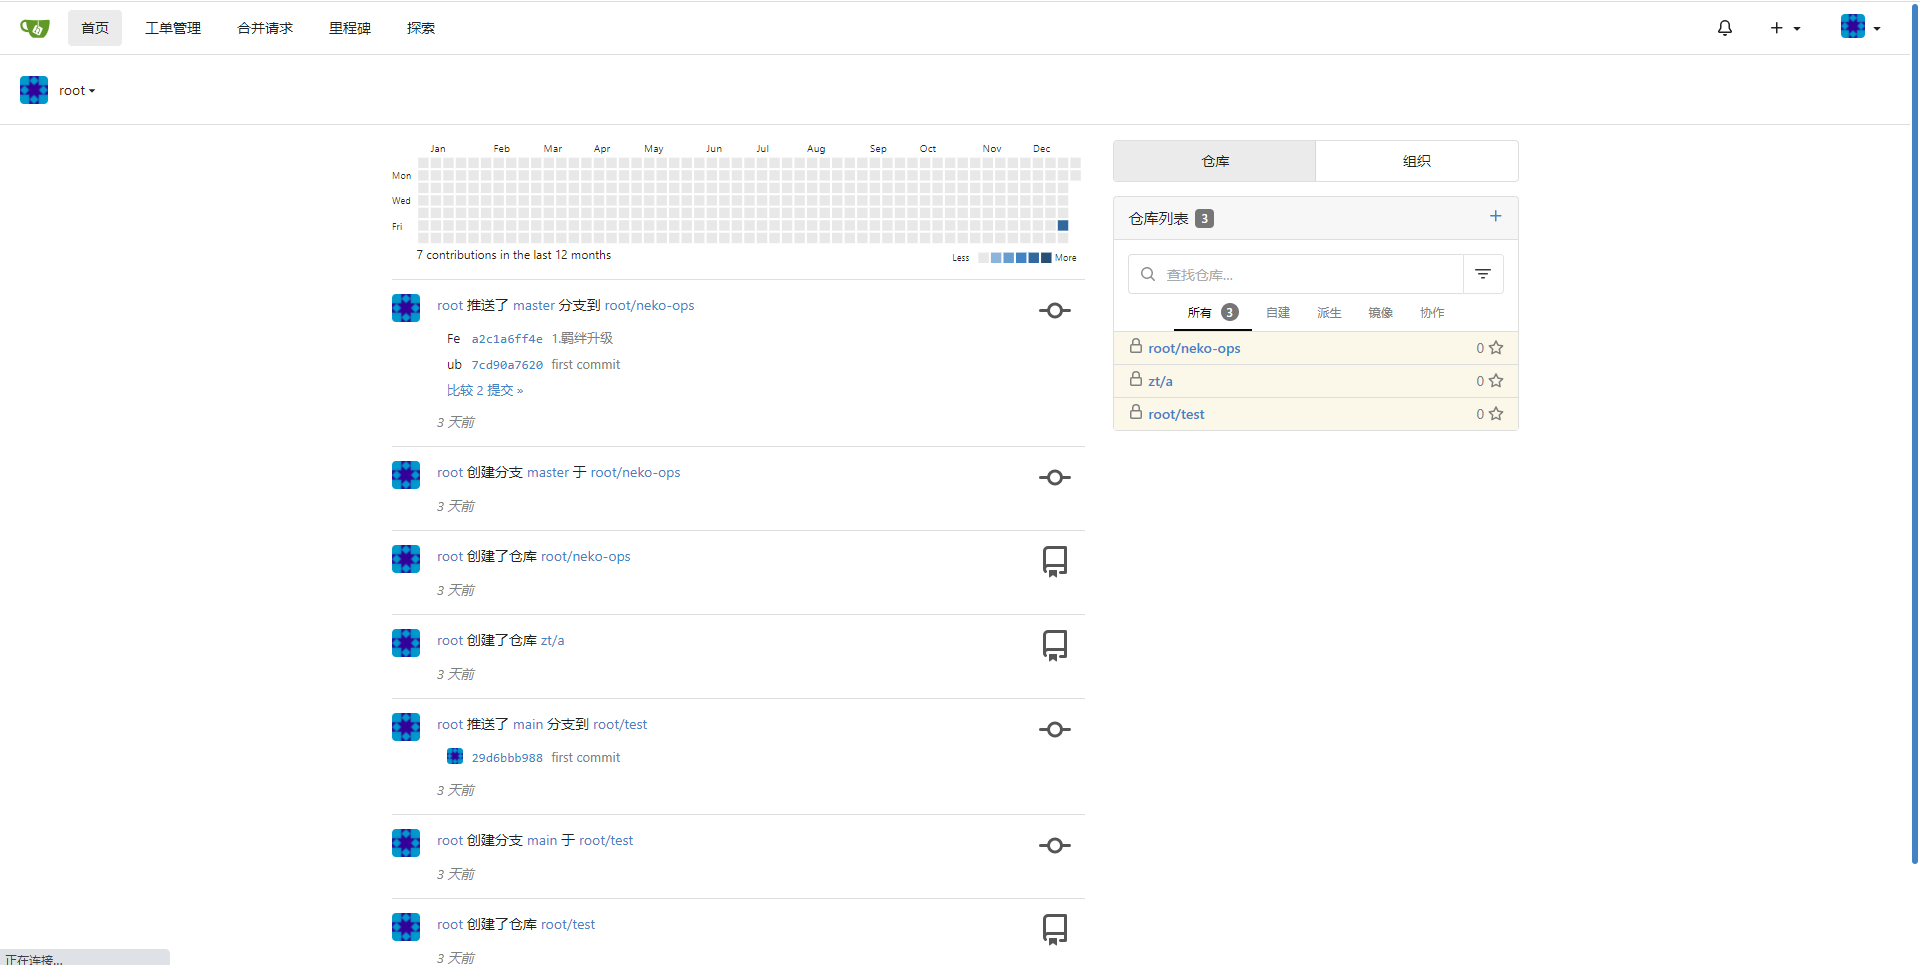 首页 工单管理 合并请求 里程碑 探索
root
Jan Feb Mar Apr May Jun Jul Aug Sep Oct Nov Dec
Mon
Wed
Fri
7 contributions in the last 12 months
Less More
root 推送了 master 分支到 root/neko-ops
Fe a2c1a6ff4e 1.羁绊升级
ub 7cd90a7620 first commit
比较 2 提交 »
3 天前
root 创建分支 master 于 root/neko-ops
3 天前
root 创建了仓库 root/neko-ops
3 天前
root 创建了仓库 zt/a
3 天前
root 推送了 main 分支到 root/test
29d6bbb988 first commit
3 天前
root 创建分支 main 于 root/test
3 天前
root 创建了仓库 root/test
3 天前
仓库 组织
仓库列表 3
查找仓库...
所有 3 自建 派生 镜像 协作
root/neko-ops 0
zt/a 0
root/test 0
正在连接...